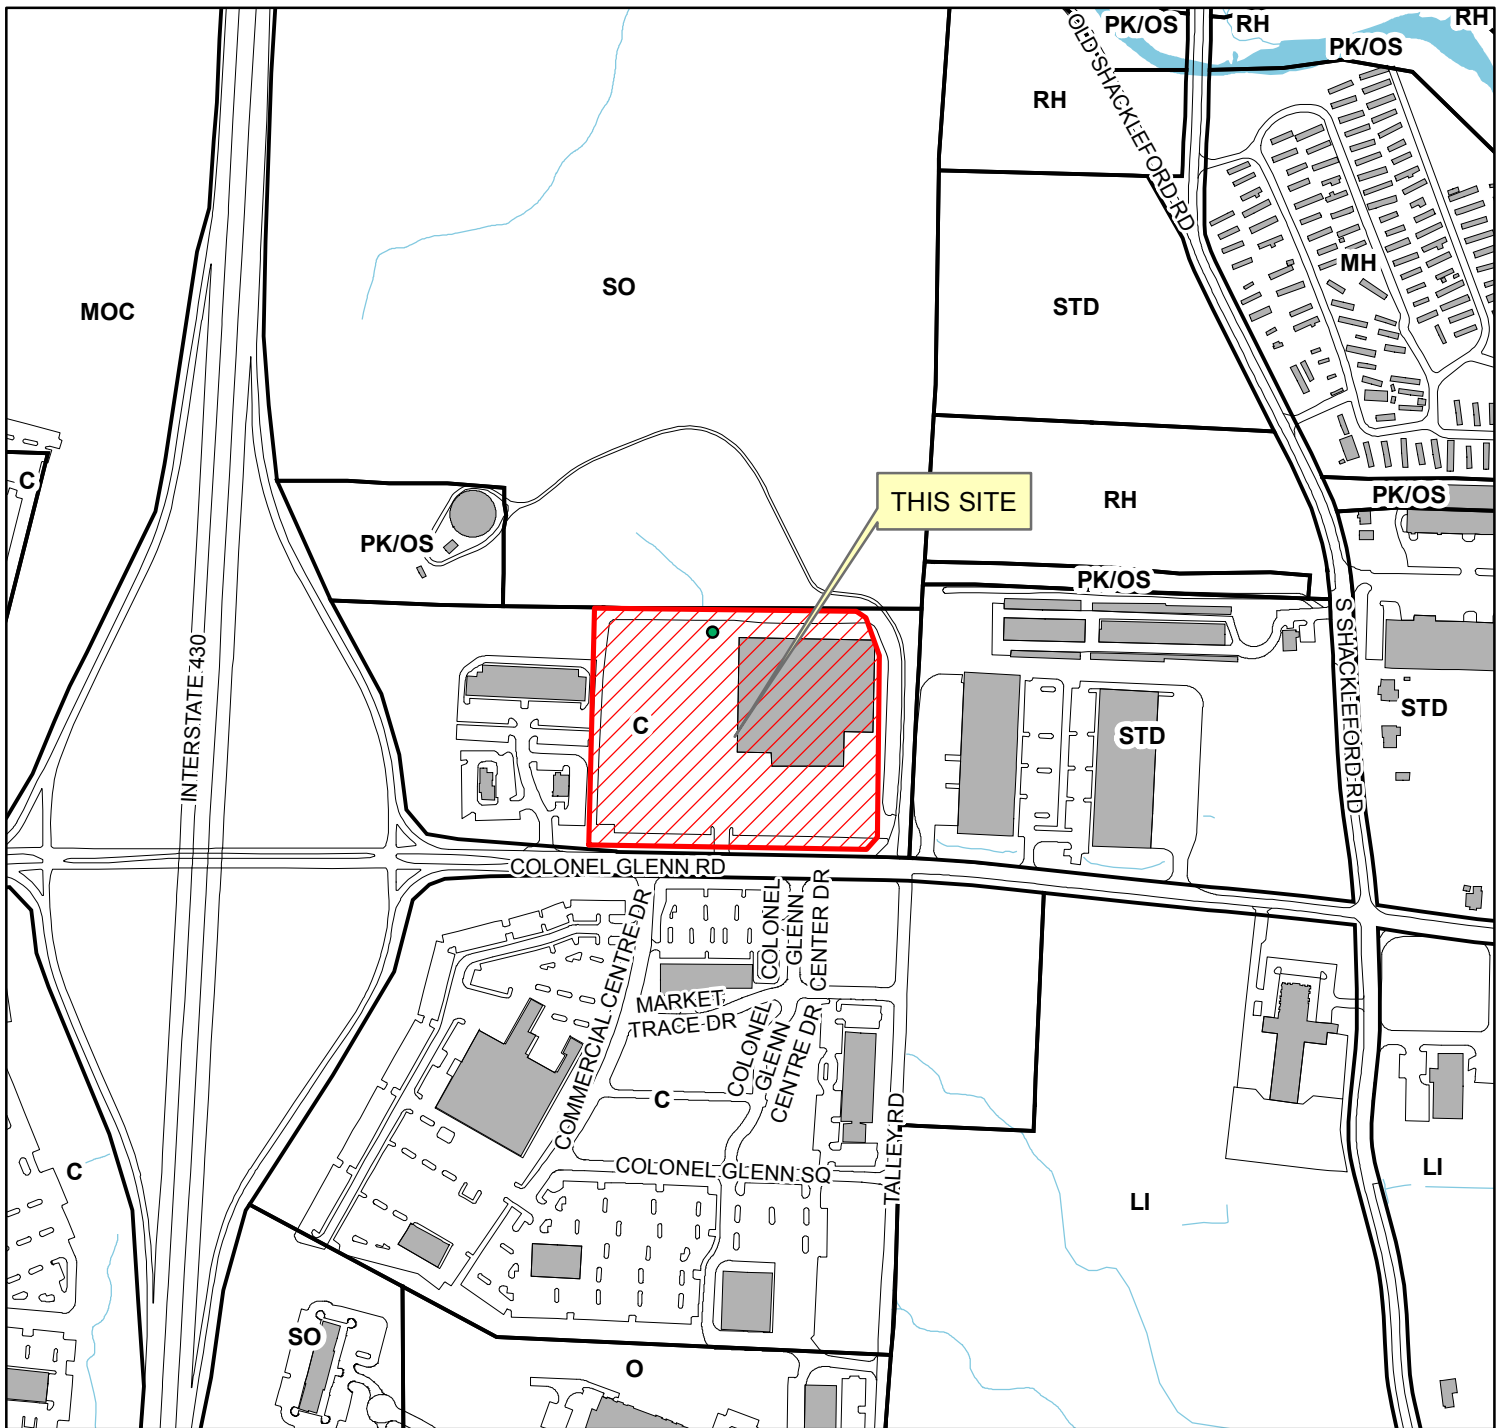 PK/OS
RH
RH
PK/OS
OLD SHACKLEFORD RD
RH
MH
MOC
SO
STD
C
THIS SITE
RH
PK/OS
PK/OS
PK/OS
INTERSTATE 430
C
STD
S SHACKLEFORD RD
STD
COLONEL GLENN RD
COMMERCIAL CENTRE DR
COLONEL
GLENN
CENTER DR
MARKET
TRACE DR
COLONEL
GLENN
CENTRE DR
C
TALLEY RD
C
COLONEL GLENN SQ
LI
LI
SO
O